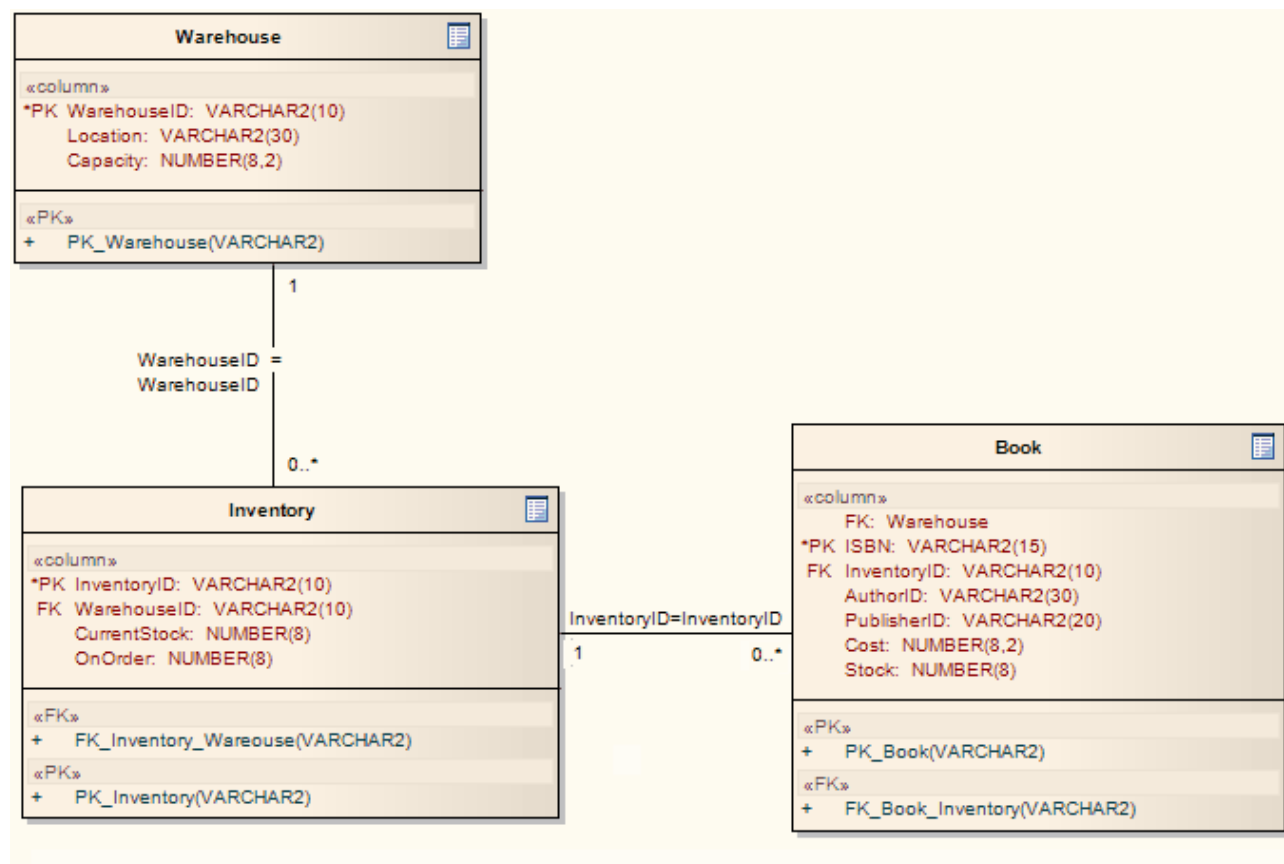 Warehouse
«column»
*PK WarehouseID: VARCHAR2(10)
Location: VARCHAR2(30)
Capacity: NUMBER(8,2)
«PK»
+ PK_Warehouse(VARCHAR2)
1
WarehouseID =
WarehouseID
0..*
Inventory
«column»
*PK InventoryID: VARCHAR2(10)
FK WarehouseID: VARCHAR2(10)
CurrentStock: NUMBER(8)
OnOrder: NUMBER(8)
«FK»
+ FK_Inventory_Wareouse(VARCHAR2)
«PK»
+ PK_Inventory(VARCHAR2)
InventoryID=InventoryID
1 0..*
Book
«column»
FK: Warehouse
*PK ISBN: VARCHAR2(15)
FK InventoryID: VARCHAR2(10)
AuthorID: VARCHAR2(30)
PublisherID: VARCHAR2(20)
Cost: NUMBER(8,2)
Stock: NUMBER(8)
«PK»
+ PK_Book(VARCHAR2)
«FK»
+ FK_Book_Inventory(VARCHAR2)